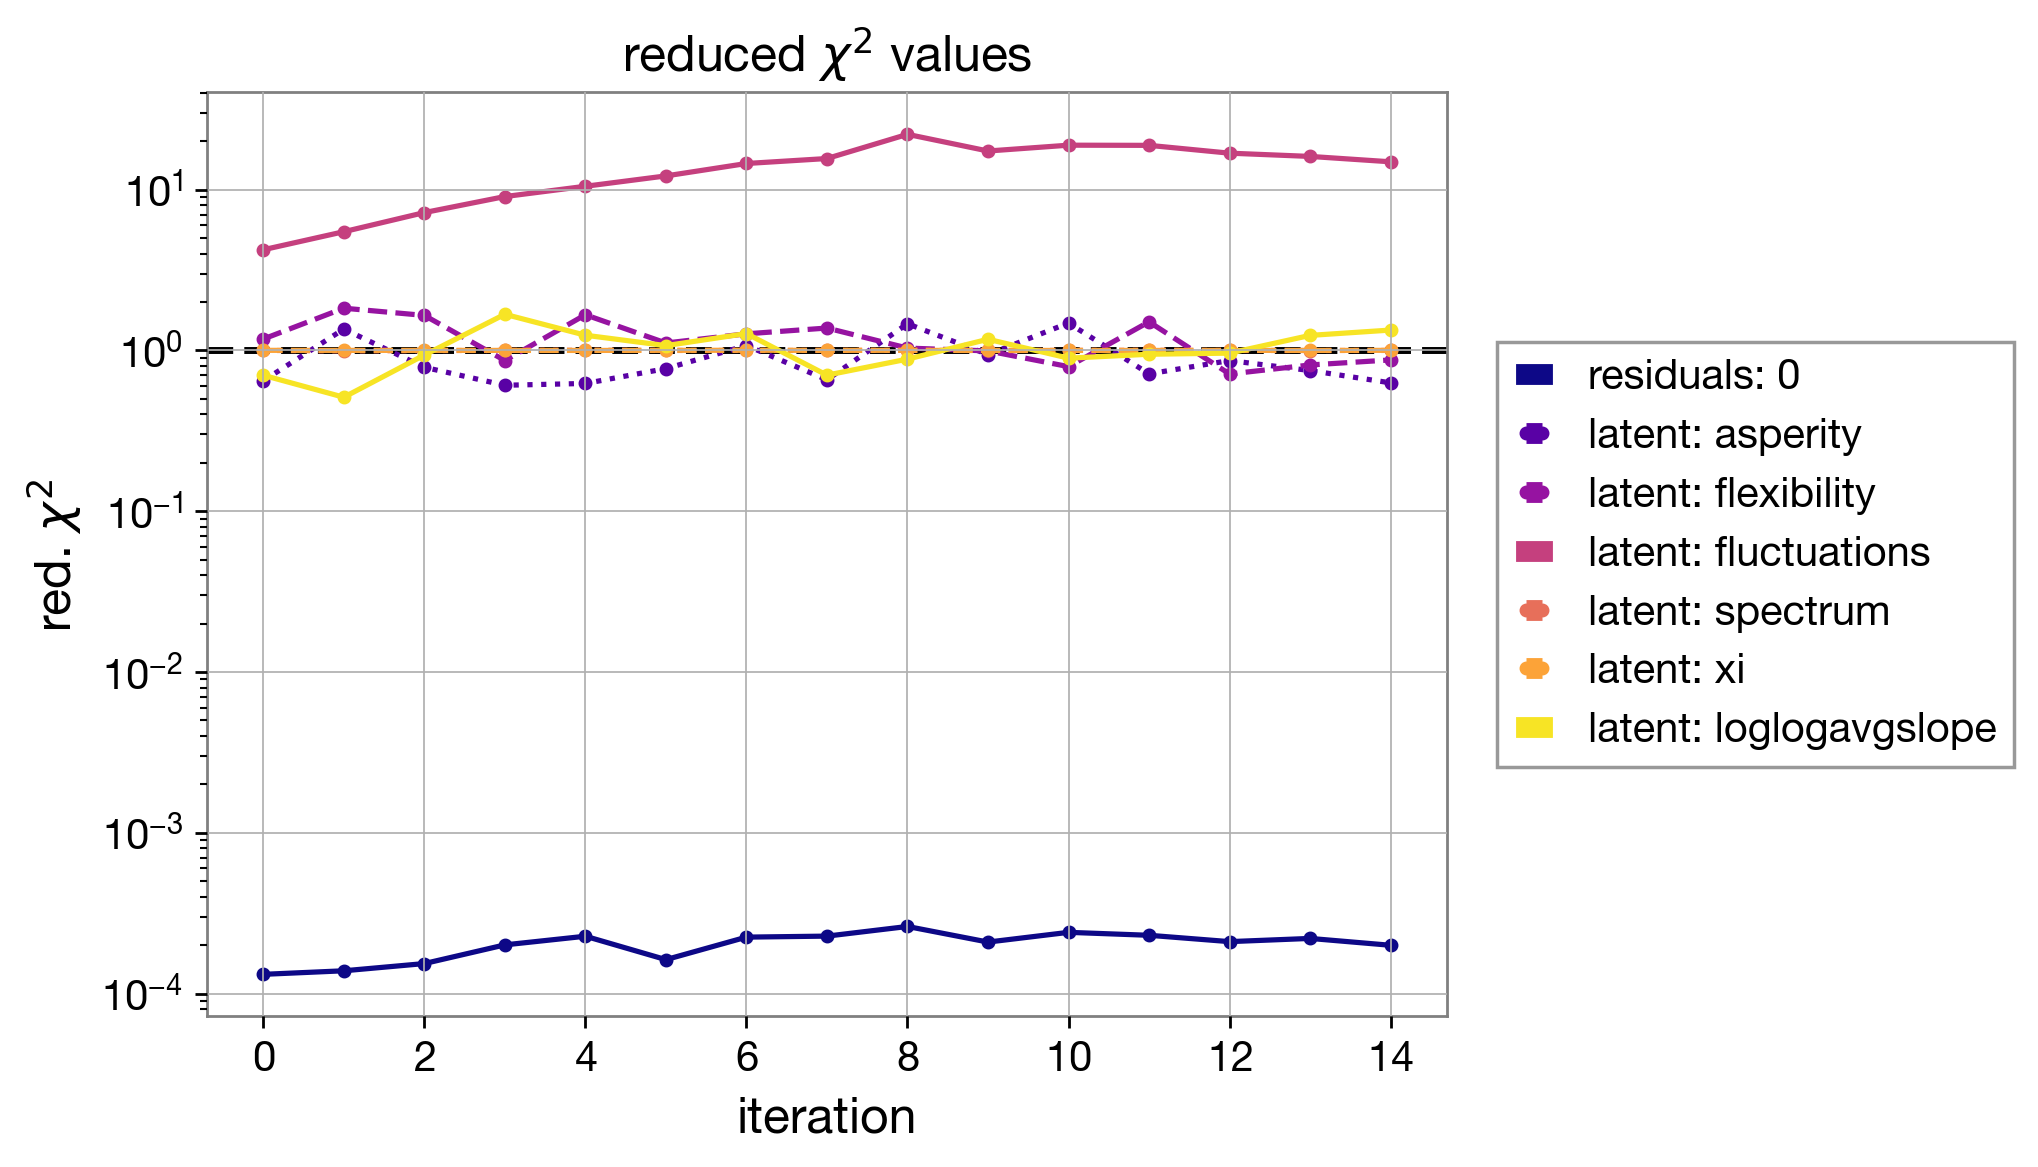 reduced χ² values
red. χ²
10¹
10⁰
10⁻¹
10⁻²
10⁻³
10⁻⁴
0 2 4 6 8 10 12 14
iteration
residuals: 0
latent: asperity
latent: flexibility
latent: fluctuations
latent: spectrum
latent: xi
latent: loglogavgslope